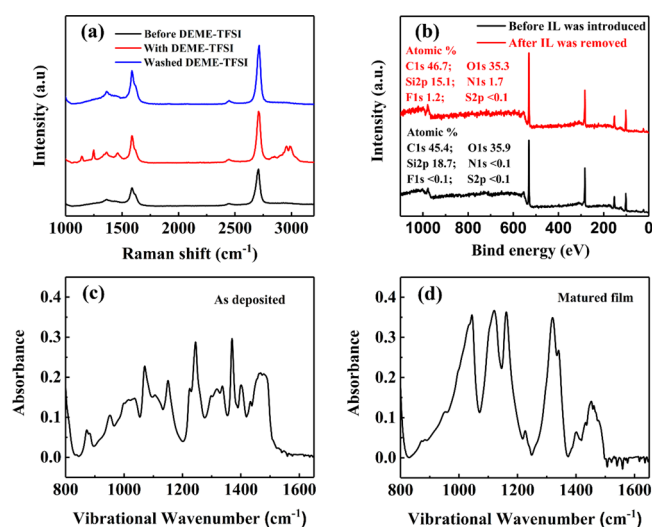 (a)
Before DEME-TFSI
With DEME-TFSI
Washed DEME-TFSI
Intensity (a.u)
1000 1500 2000 2500 3000
Raman shift (cm⁻¹)
(b)
Before IL was introduced
After IL was removed
Atomic %
C1s 46.7; O1s 35.3
Si2p 15.1; N1s 1.7
F1s 1.2; S2p <0.1
Atomic %
C1s 45.4; O1s 35.9
Si2p 18.7; N1s <0.1
F1s <0.1; S2p <0.1
Intensity (a.u.)
1000 800 600 400 200 0
Bind energy (eV)
(c)
As deposited
0.4
0.3
0.2
0.1
0.0
Absorbance
800 1000 1200 1400 1600
Vibrational Wavenumber (cm⁻¹)
(d)
Matured film
0.4
0.3
0.2
0.1
0.0
Absorbance
800 1000 1200 1400 1600
Vibrational Wavenumber (cm⁻¹)